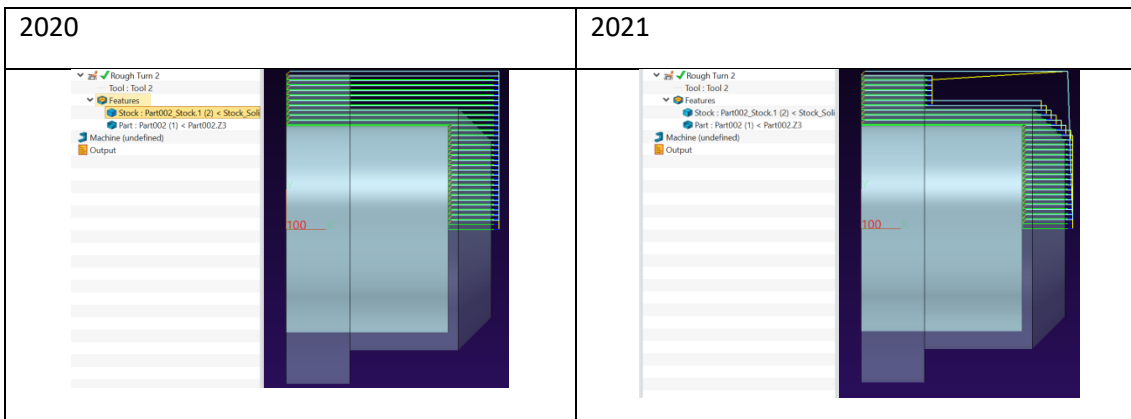 2020
2021
Rough Turn 2
Tool : Tool 2
Features
Stock : Part002_Stock.1 (2) < Stock_Soli
Part : Part002 (1) < Part002.Z3
Machine (undefined)
Output
100
Rough Turn 2
Tool : Tool 2
Features
Stock : Part002_Stock.1 (2) < Stock_Soli
Part : Part002 (1) < Part002.Z3
Machine (undefined)
Output
100